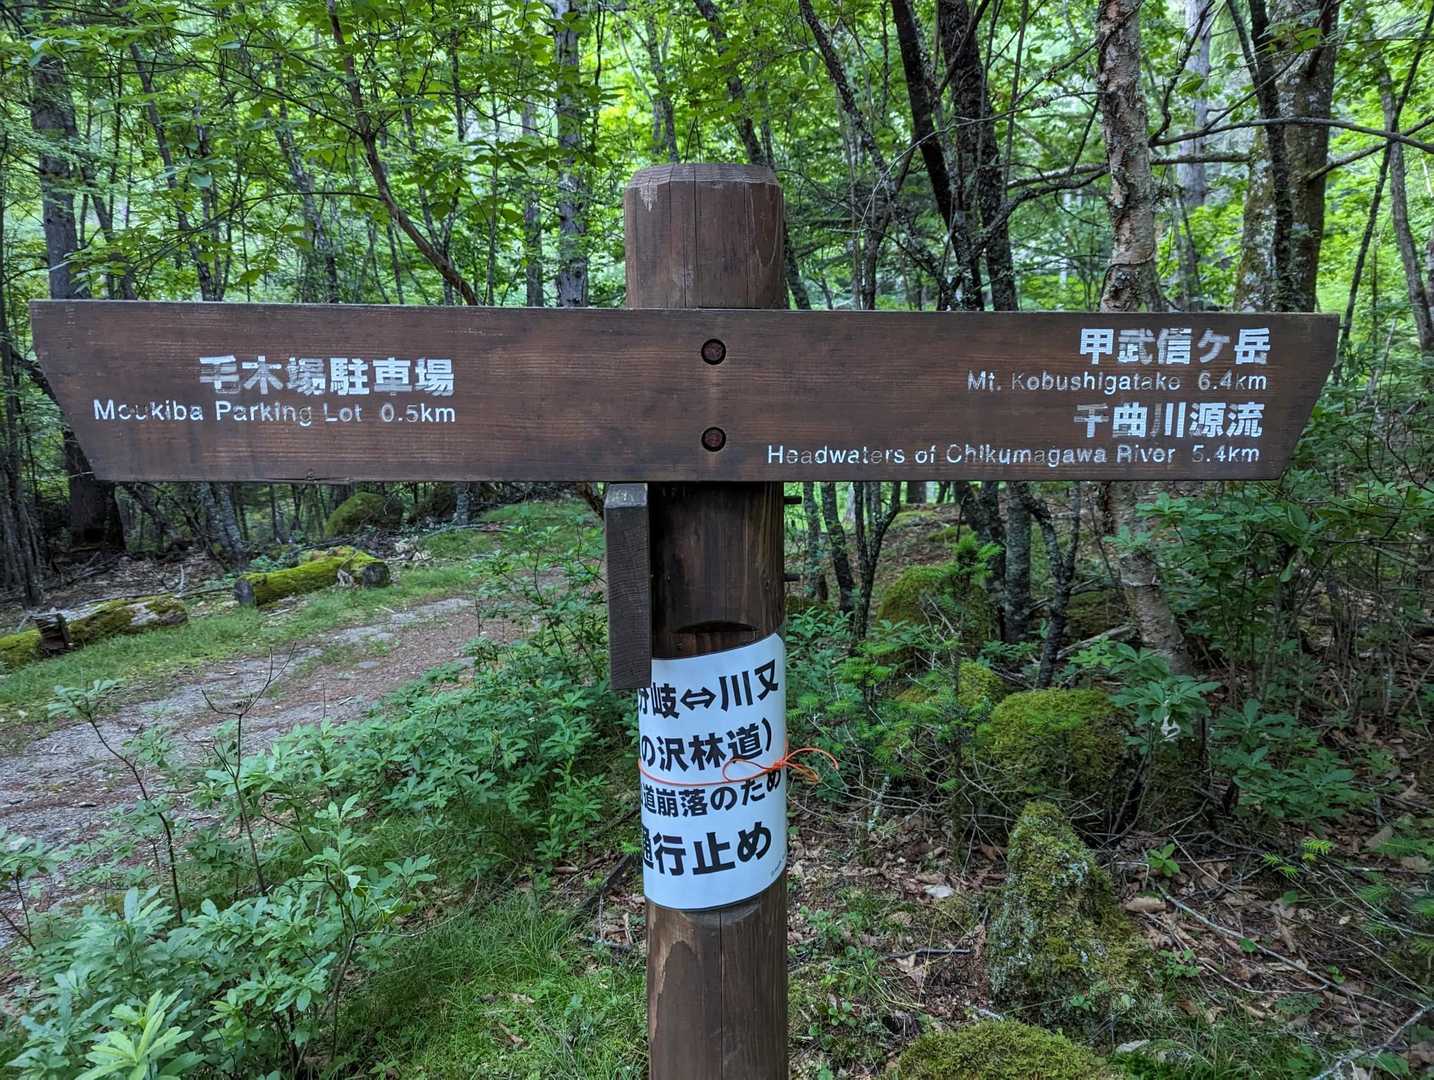 毛木場駐車場
Moukiba Parking Lot 0.5km
甲武信ケ岳
Mt. Kobushigatake 6.4km
千曲川源流
Headwaters of Chikumagawa River 5.4km
岐⇔川又
の沢林道)
道崩落のため
通行止め